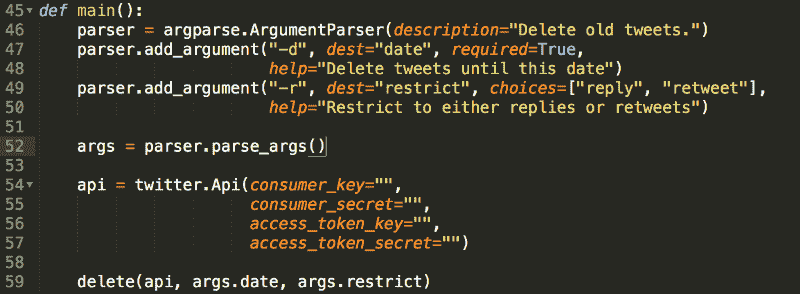 45 def main():
46     parser = argparse.ArgumentParser(description="Delete old tweets.")
47     parser.add_argument("-d", dest="date", required=True,
48                         help="Delete tweets until this date")
49     parser.add_argument("-r", dest="restrict", choices=["reply", "retweet"],
50                         help="Restrict to either replies or retweets")
51
52     args = parser.parse_args()
53
54     api = twitter.Api(consumer_key="",
55                       consumer_secret="",
56                       access_token_key="",
57                       access_token_secret="")
58
59     delete(api, args.date, args.restrict)